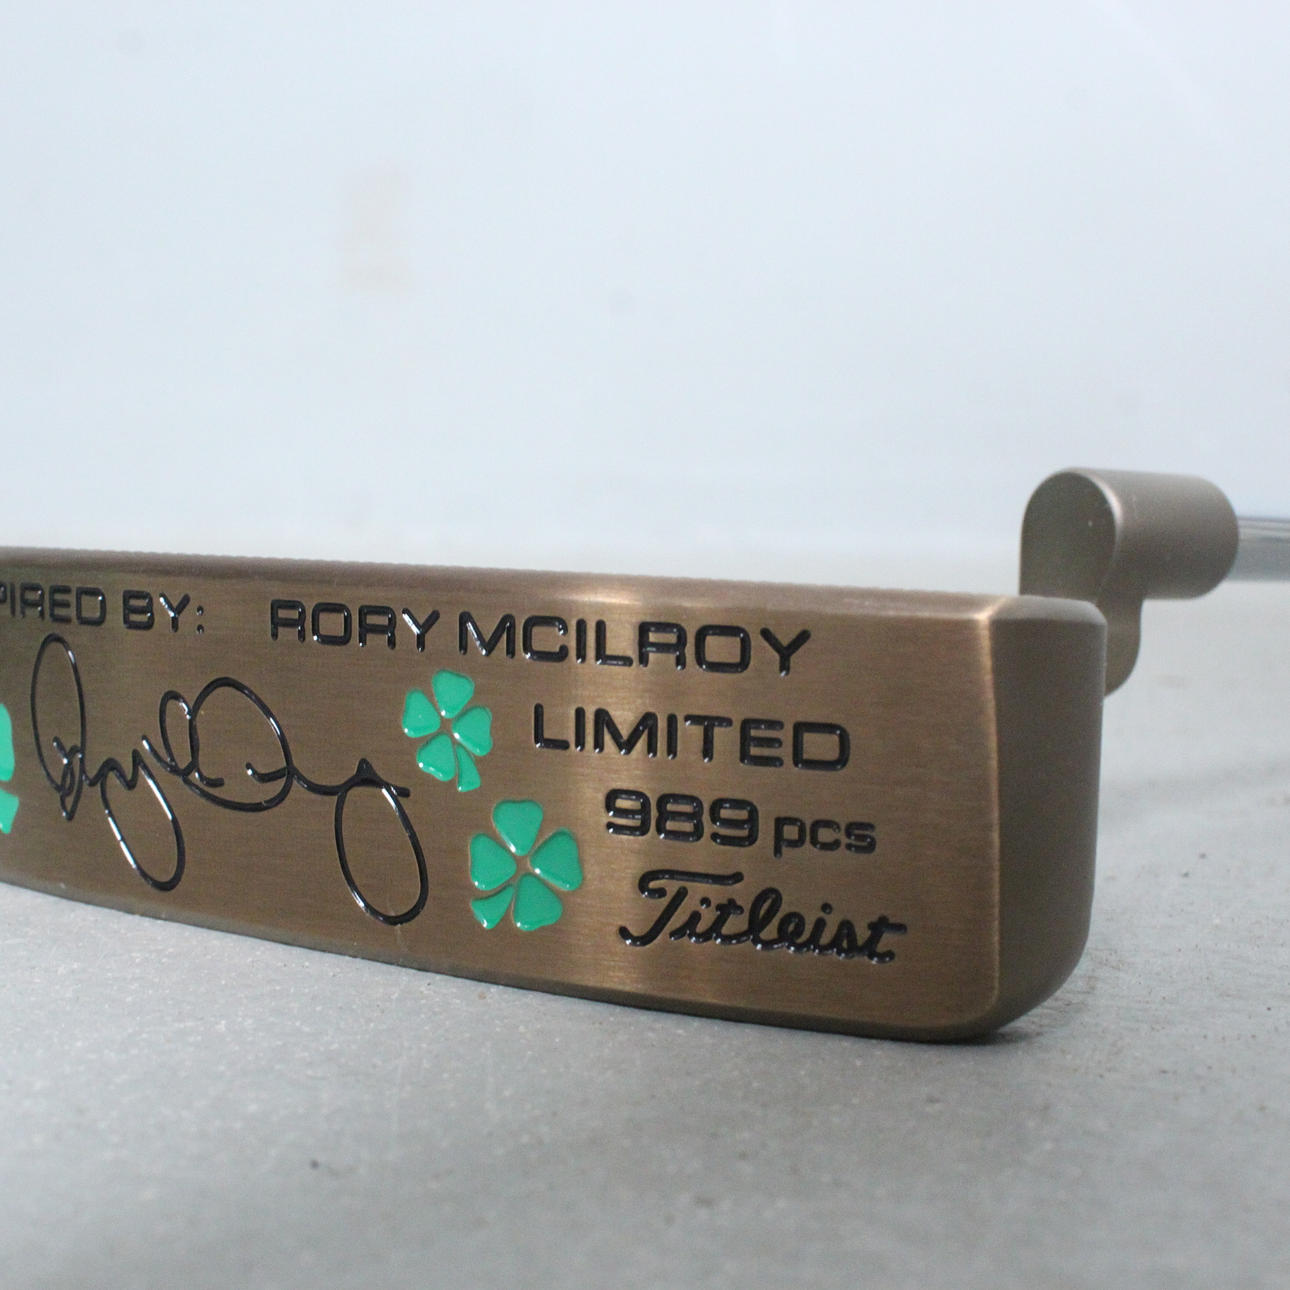 PIRED BY: RORY MCILROY
LIMITED
989 pcs
Titleist